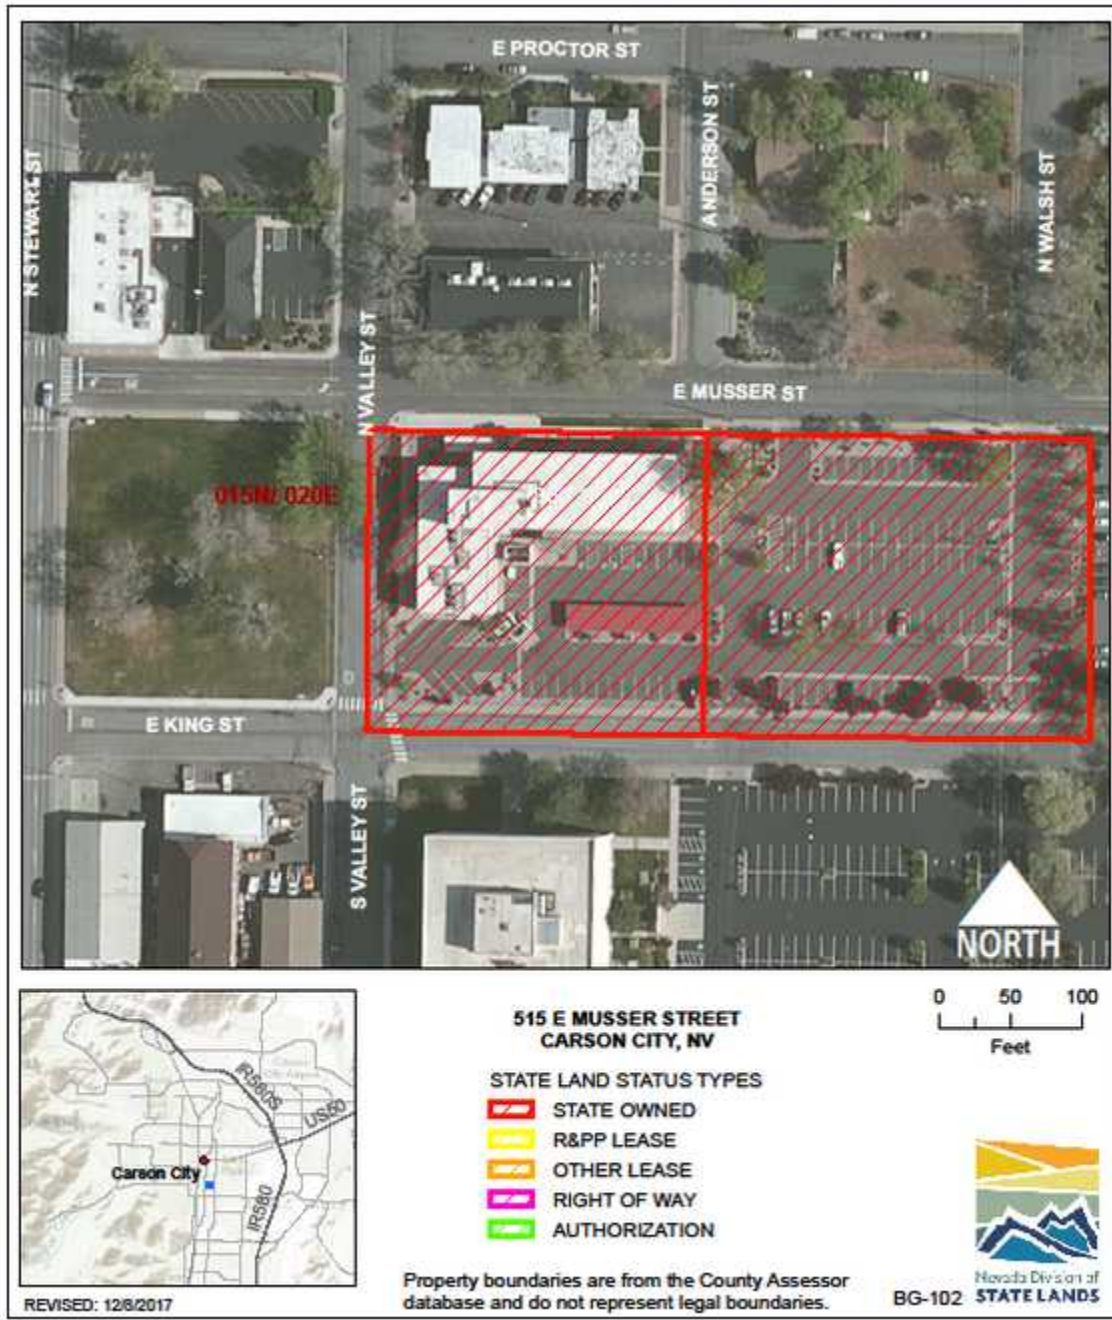 E PROCTOR ST
N STEWART ST
ANDERSON ST
N WALSH ST
N VALLEY ST
E MUSSER ST
015N/ 020E
E KING ST
S VALLEY ST
NORTH
IR580S
US50
Carson City
IR580
REVISED: 12/6/2017
515 E MUSSER STREET
CARSON CITY, NV
STATE LAND STATUS TYPES
STATE OWNED
R&PP LEASE
OTHER LEASE
RIGHT OF WAY
AUTHORIZATION
Property boundaries are from the County Assessor
database and do not represent legal boundaries.
0 50 100
Feet
BG-102
Nevada Division of
STATE LANDS